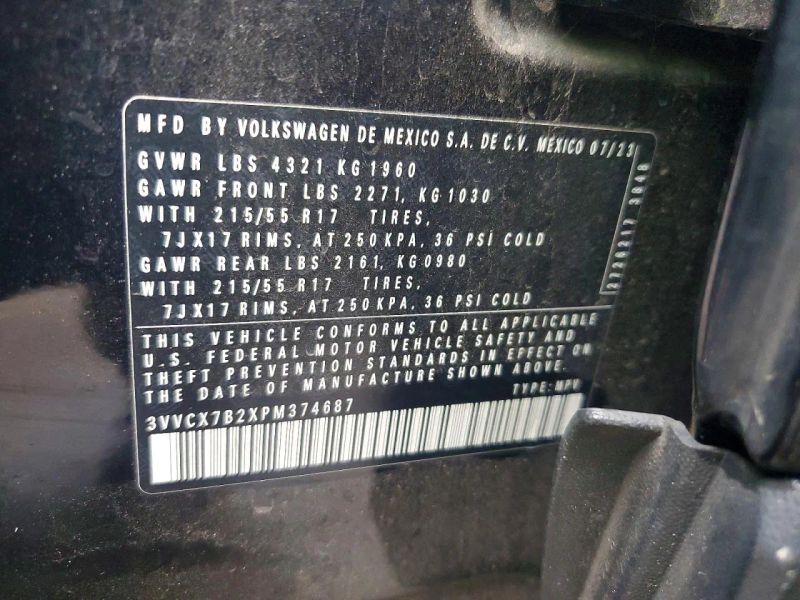 MFD BY VOLKSWAGEN DE MEXICO S.A. DE C.V. MEXICO 07/23
GVWR LBS 4321 KG 1960
GAWR FRONT LBS 2271, KG 1030
WITH 215/55 R17 TIRES,
7JX17 RIMS, AT 250 KPA, 36 PSI COLD
GAWR REAR LBS 2161, KG0980
WITH 215/55 R17 TIRES,
7JX17 RIMS, AT 250 KPA, 36 PSI COLD
THIS VEHICLE CONFORMS TO ALL APPLICABLE
U.S. FEDERAL MOTOR VEHICLE SAFETY AND
THEFT PREVENTION STANDARDS IN EFFECT ON
THE DATE OF MANUFACTURE SHOWN ABOVE.
TYPE: MPV
3VVCX7B2XPM374687